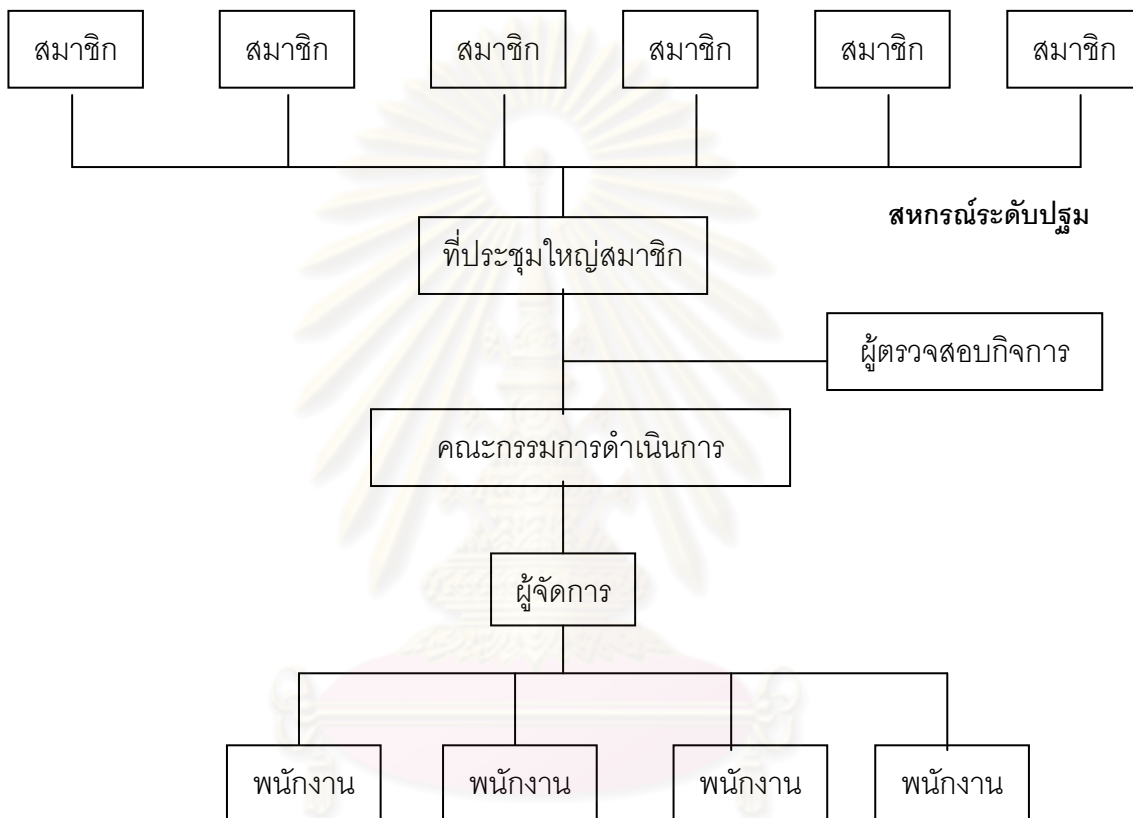 สมาชิก สมาชิก สมาชิก สมาชิก สมาชิก สมาชิก
สหกรณ์ระดับปฐม
ที่ประชุมใหญ่สมาชิก
ผู้ตรวจสอบกิจการ
คณะกรรมการดำเนินการ
ผู้จัดการ
พนักงาน พนักงาน พนักงาน พนักงาน